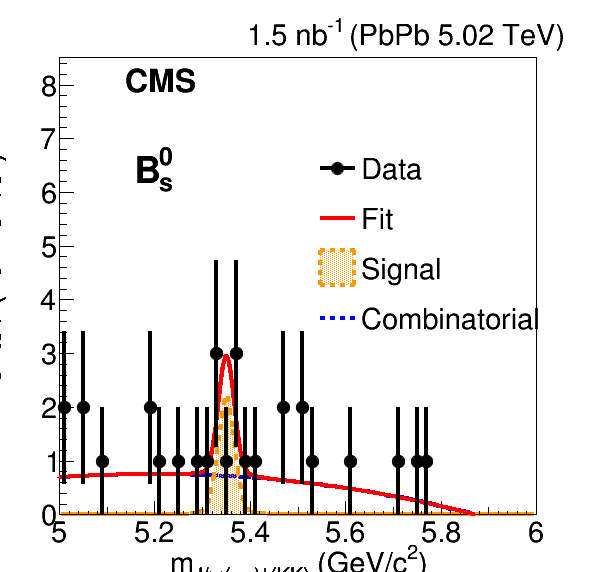 1.5 nb⁻¹ (PbPb 5.02 TeV)
CMS
B⁰ₛ
Data
Fit
Signal
Combinatorial
8
7
6
5
4
3
2
1
0
5 5.2 5.4 5.6 5.8 6
m (GeV/c²)